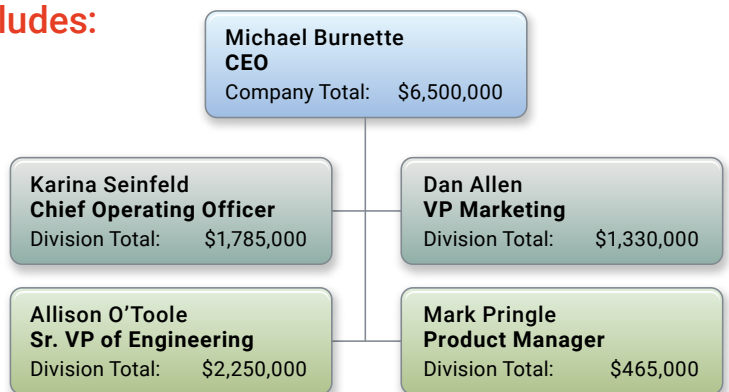 ludes:
Michael Burnette
CEO
Company Total: $6,500,000
Karina Seinfeld
Chief Operating Officer
Division Total: $1,785,000
Dan Allen
VP Marketing
Division Total: $1,330,000
Allison O’Toole
Sr. VP of Engineering
Division Total: $2,250,000
Mark Pringle
Product Manager
Division Total: $465,000